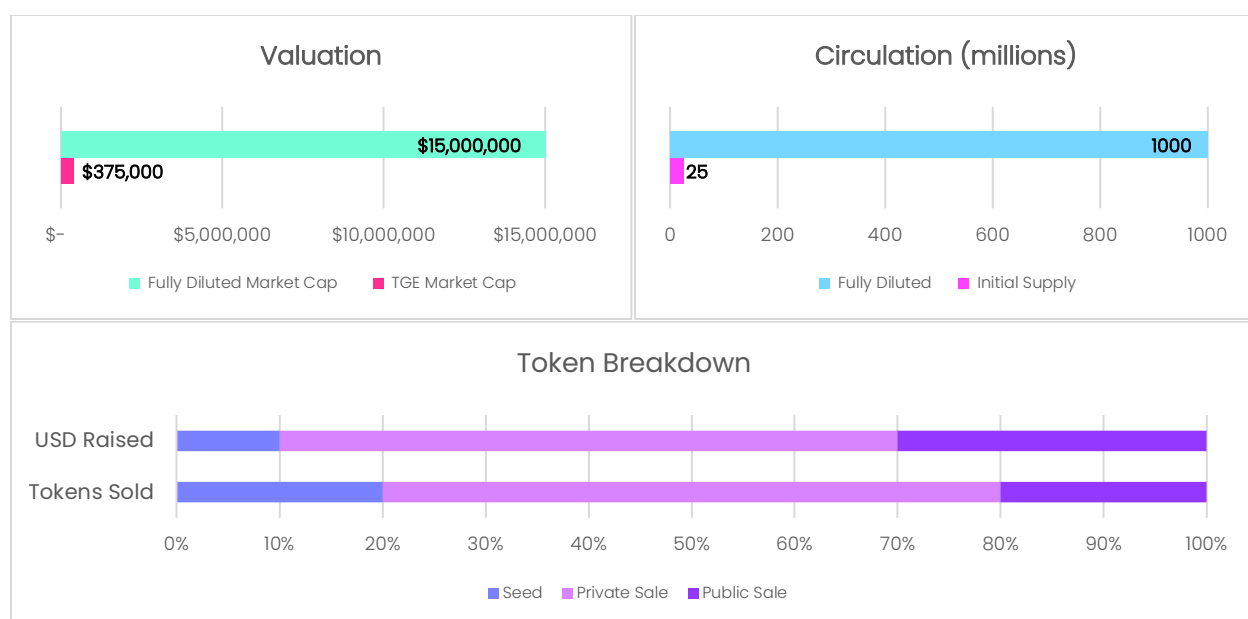 Valuation
$15,000,000
$375,000
$- $5,000,000 $10,000,000 $15,000,000
Fully Diluted Market Cap TGE Market Cap
Circulation (millions)
1000
25
0 200 400 600 800 1000
Fully Diluted Initial Supply
Token Breakdown
USD Raised
Tokens Sold
0% 10% 20% 30% 40% 50% 60% 70% 80% 90% 100%
Seed Private Sale Public Sale